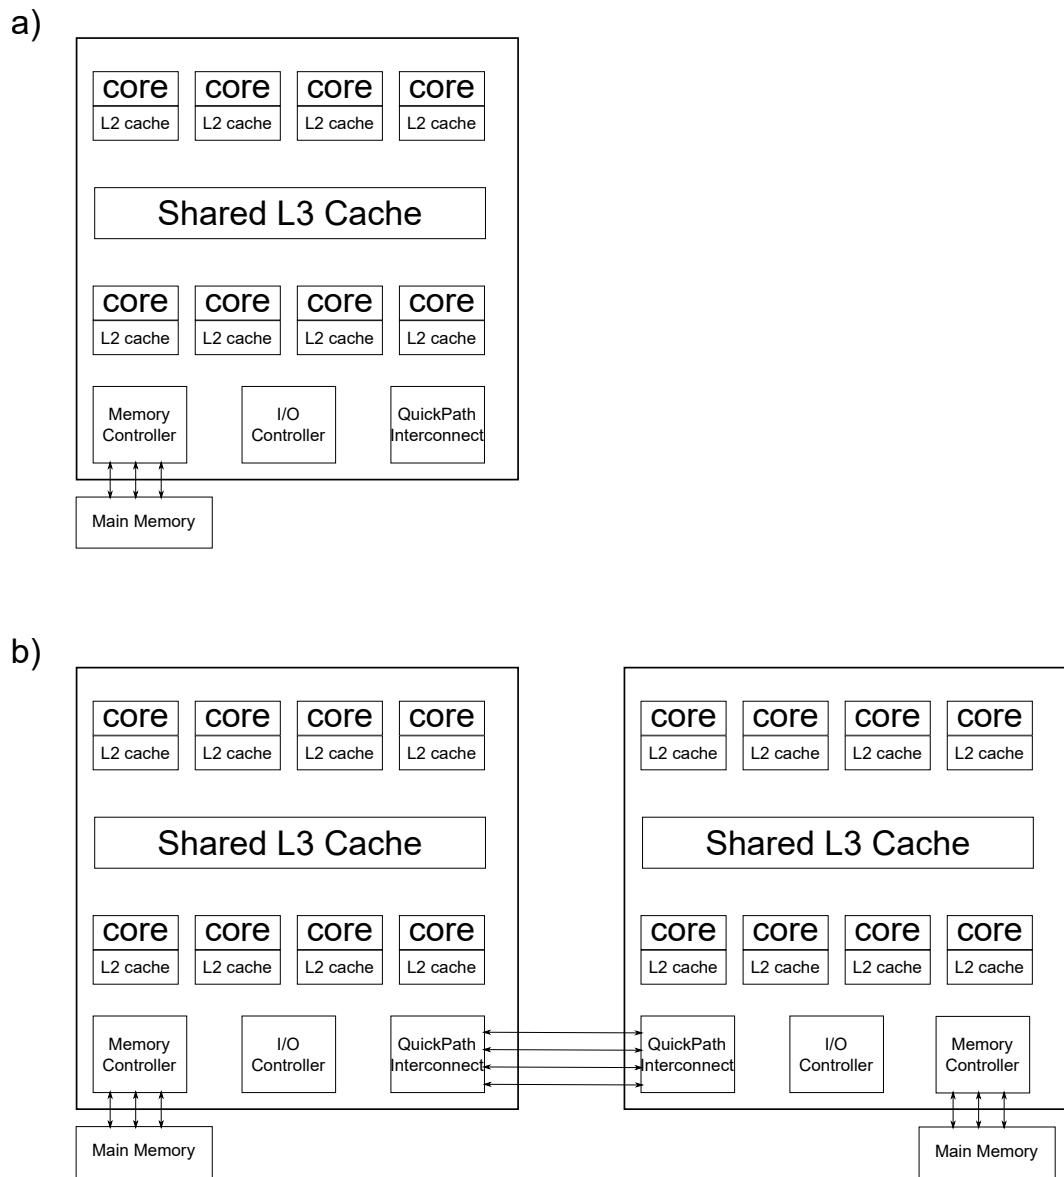 a)
core core core core
L2 cache L2 cache L2 cache L2 cache
Shared L3 Cache
core core core core
L2 cache L2 cache L2 cache L2 cache
Memory I/O QuickPath
Controller Controller Interconnect
Main Memory
b)
core core core core core core core core
L2 cache L2 cache L2 cache L2 cache L2 cache L2 cache L2 cache L2 cache
Shared L3 Cache Shared L3 Cache
core core core core core core core core
L2 cache L2 cache L2 cache L2 cache L2 cache L2 cache L2 cache L2 cache
Memory I/O QuickPath QuickPath I/O Memory
Controller Controller Interconnect Interconnect Controller Controller
Main Memory Main Memory